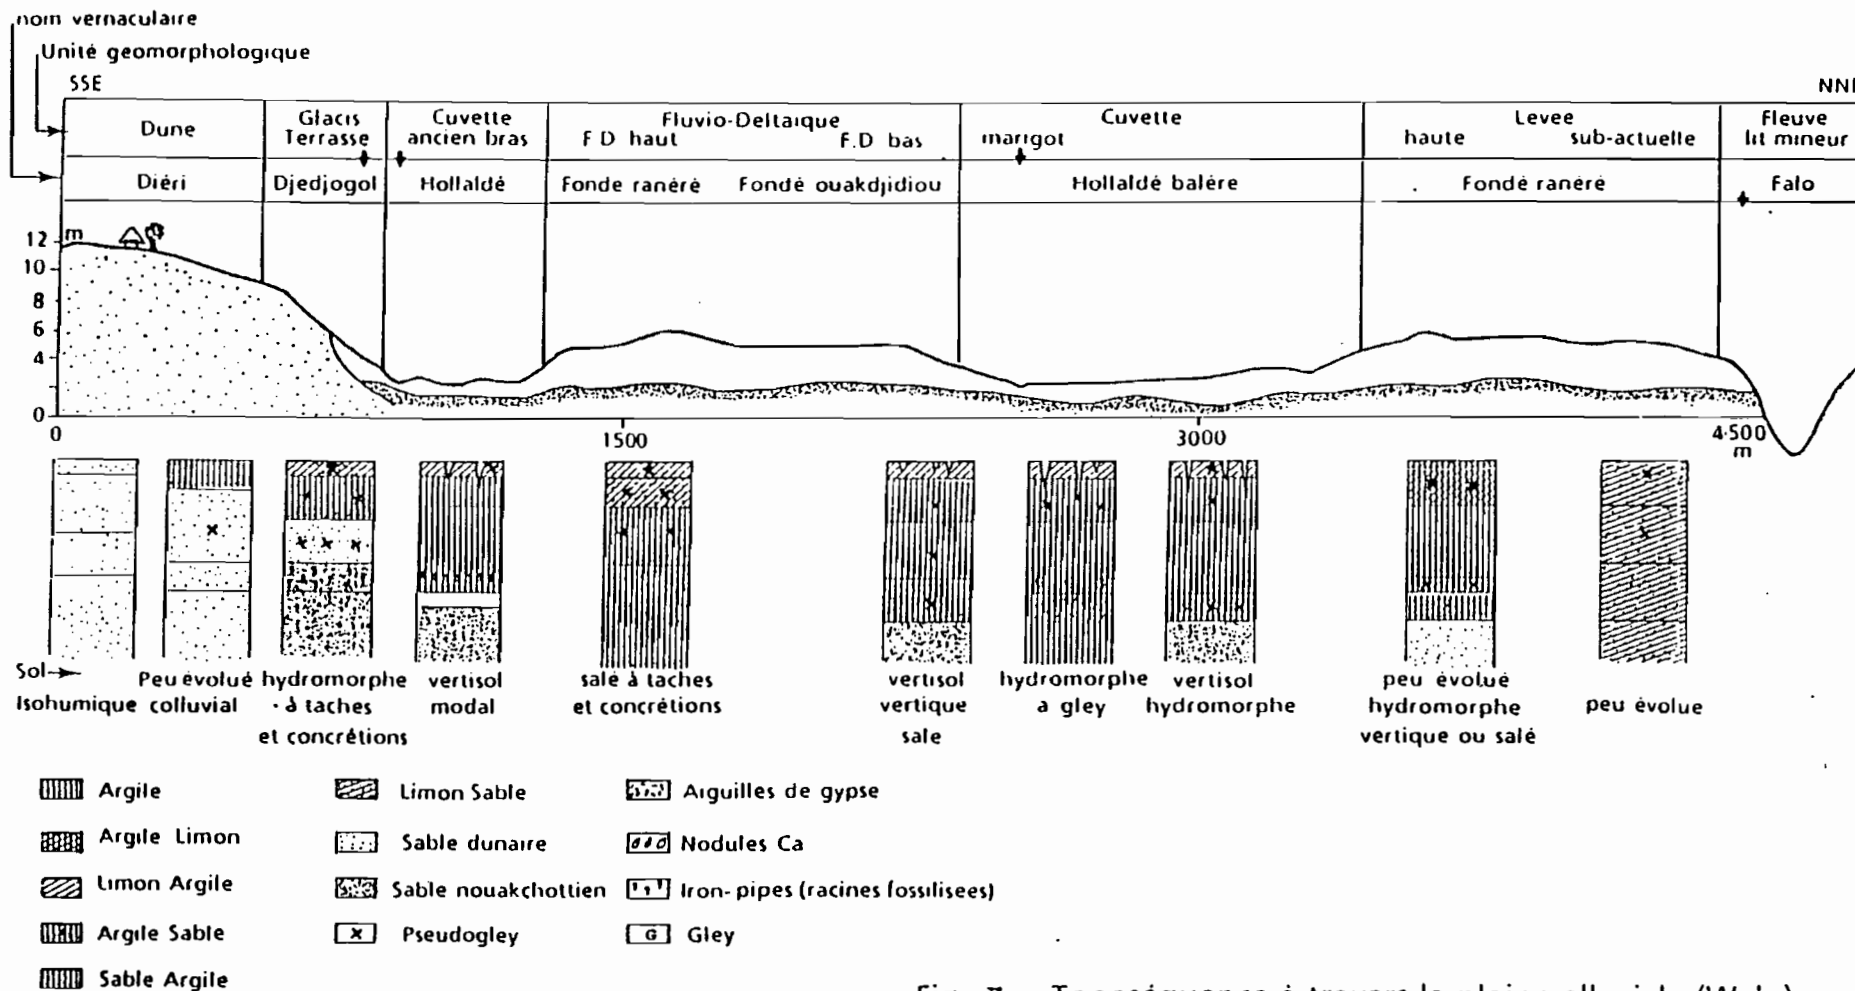 nom vernaculaire
Unité geomorphologique
SSE
Dune
Glacis
Terrasse
Cuvette
ancien bras
Fluvio-Deltaique
F D haut F.D bas
Cuvette
marigot
Levee
haute sub-actuelle
Fleuve
lit mineur
Diéri Djedjogol Hollaldé Fonde ranéré Fondé ouakdjidiou Hollaldé balére Fondé ranéré Falo
m
12
10
8
6
4
0
0 1500 3000 4·500
m
Sol
Isohumique
Peu évolué
colluvial
hydromorphe
à taches
et concrétions
vertisol
modal
salé à taches
et concrétions
vertisol
vertique
sale
hydromorphe
a gley
vertisol
hydromorphe
peu évolué
hydromorphe
vertique ou salé
peu évolue
Argile
Argile Limon
Limon Argile
Argile Sable
Sable Argile
Limon Sable
Sable dunaire
Sable nouakchottien
x Pseudogley
Aiguilles de gypse
Nodules Ca
Iron-pipes (racines fossilisees)
G Gley